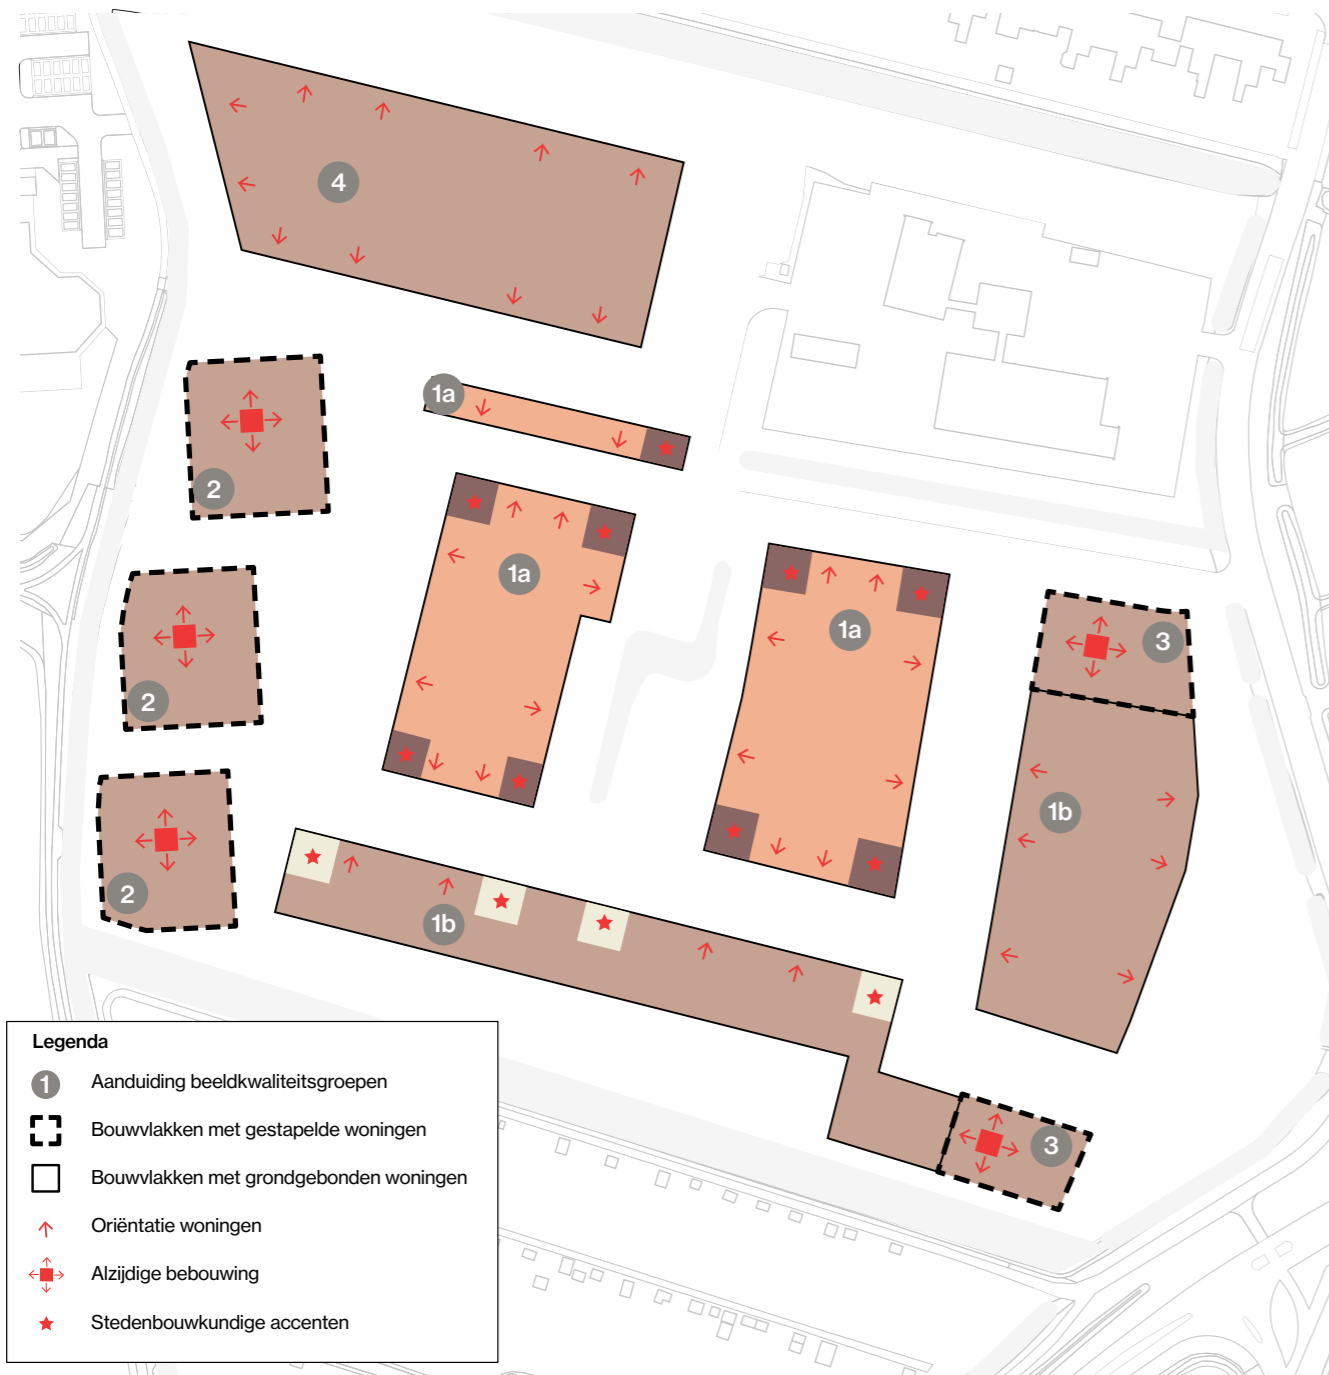 4
1a
2
1a
1a
3
2
1b
2
1b
3
Legenda
1 Aanduiding beeldkwaliteitsgroepen
Bouwvlakken met gestapelde woningen
Bouwvlakken met grondgebonden woningen
Oriëntatie woningen
Alzijdige bebouwing
Stedenbouwkundige accenten